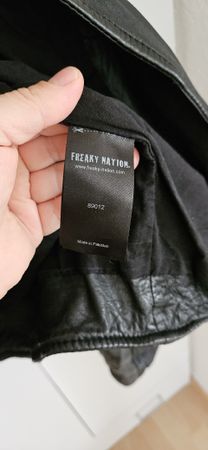 FREAKY NATION.
www.freaky-nation.com
89012
Made in Pakistan